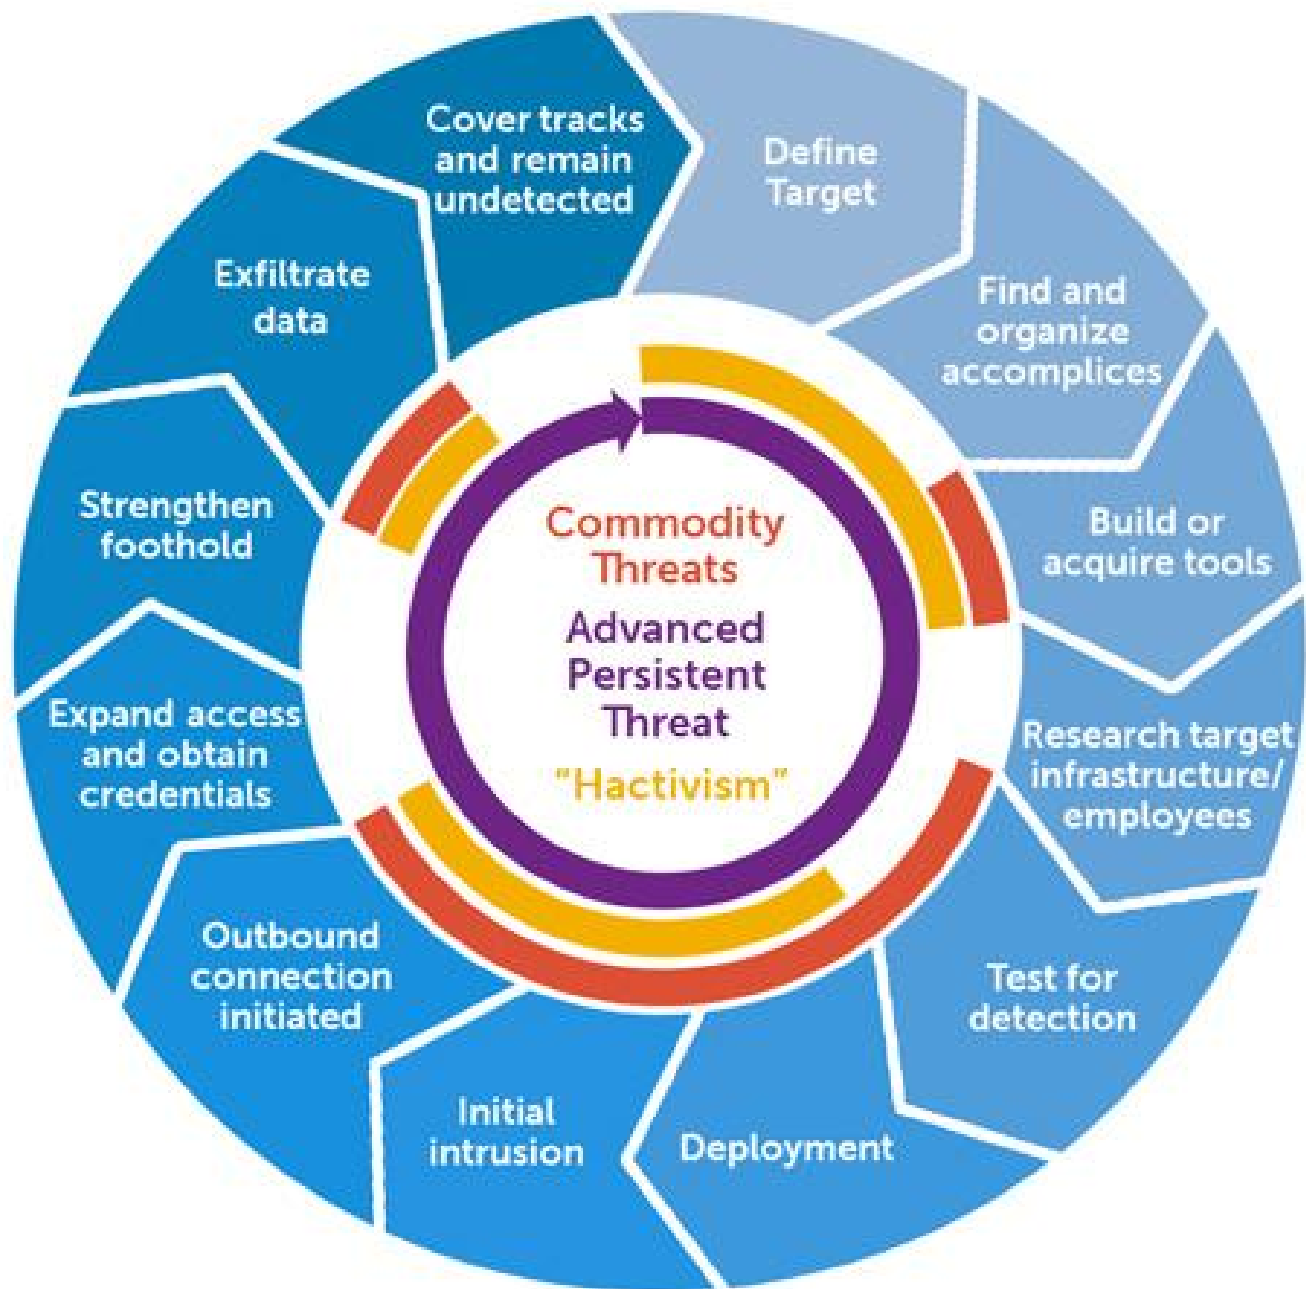 Define
Target
Find and
organize
accomplices
Build or
acquire tools
Research target
infrastructure/
employees
Test for
detection
Deployment
Initial
intrusion
Outbound
connection
initiated
Expand access
and obtain
credentials
Strengthen
foothold
Exfiltrate
data
Cover tracks
and remain
undetected
Commodity
Threats
Advanced
Persistent
Threat
"Hactivism"